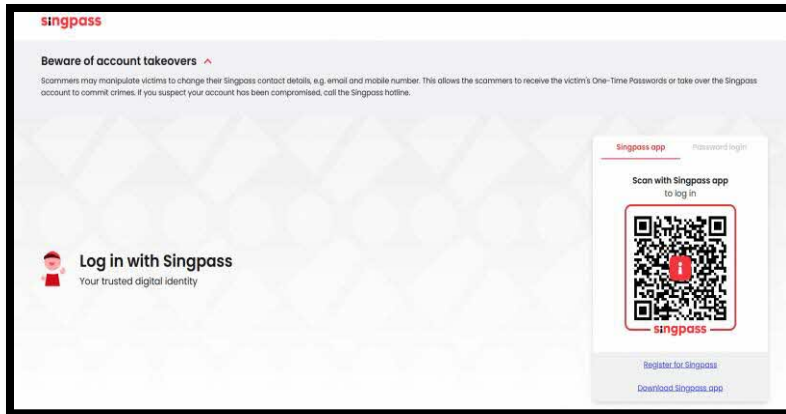 singpass
Beware of account takeovers
Scammers may manipulate victims to change their Singpass contact details, e.g. email and mobile number. This allows the scammers to receive the victim's One-Time Passwords or take over the Singpass
account to commit crimes. If you suspect your account has been compromised, call the Singpass hotline.
Singpass app Password login
Scan with Singpass app
to log in
singpass
Log in with Singpass
Your trusted digital identity
Register for Singpass
Download Singpass app